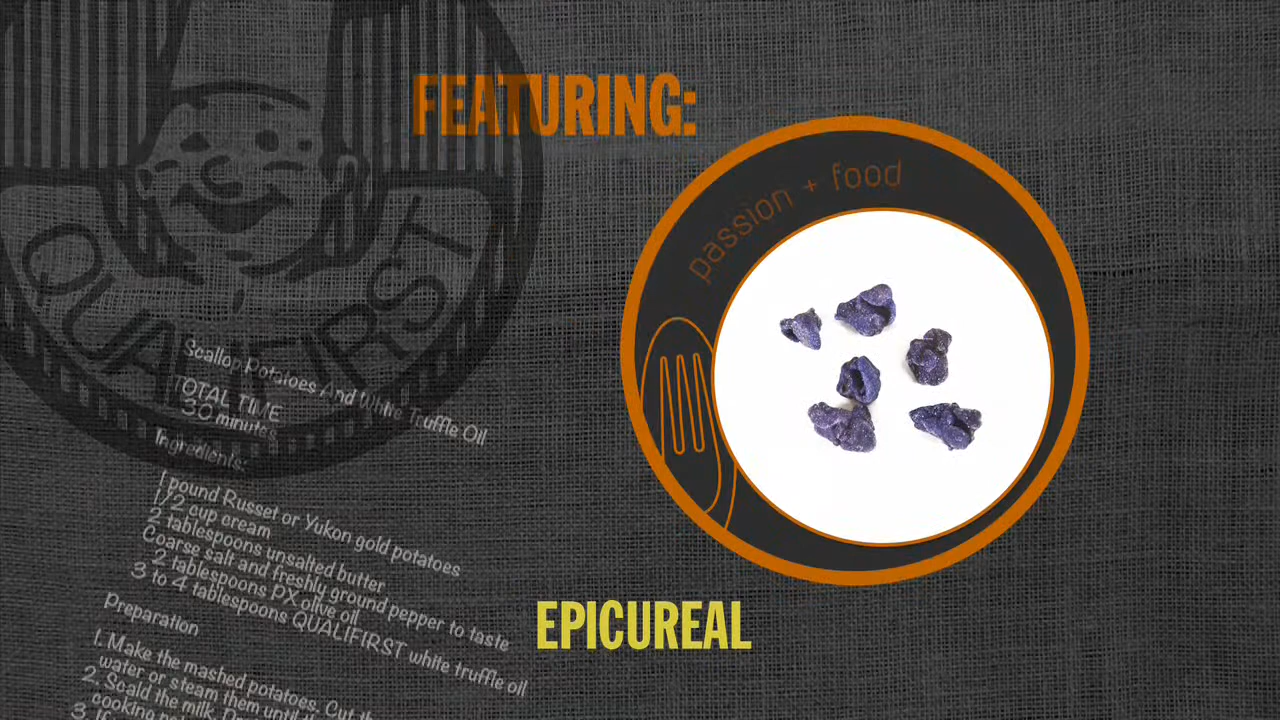 FEATURING:
passion + food
QUALIFIRST
Scallop Potatoes And White Truffle Oil
TOTAL TIME
30 minutes
Ingredients:
1 pound Russet or Yukon gold potatoes
1/2 cup cream
2 tablespoons unsalted butter
Coarse salt and freshly ground pepper to taste
2 tablespoons PX olive oil
3 to 4 tablespoons QUALIFIRST white truffle oil
Preparation
1. Make the mashed potatoes. Cut
water or steam them until
2. Scald the milk.
cooking
3.
EPICUREAL